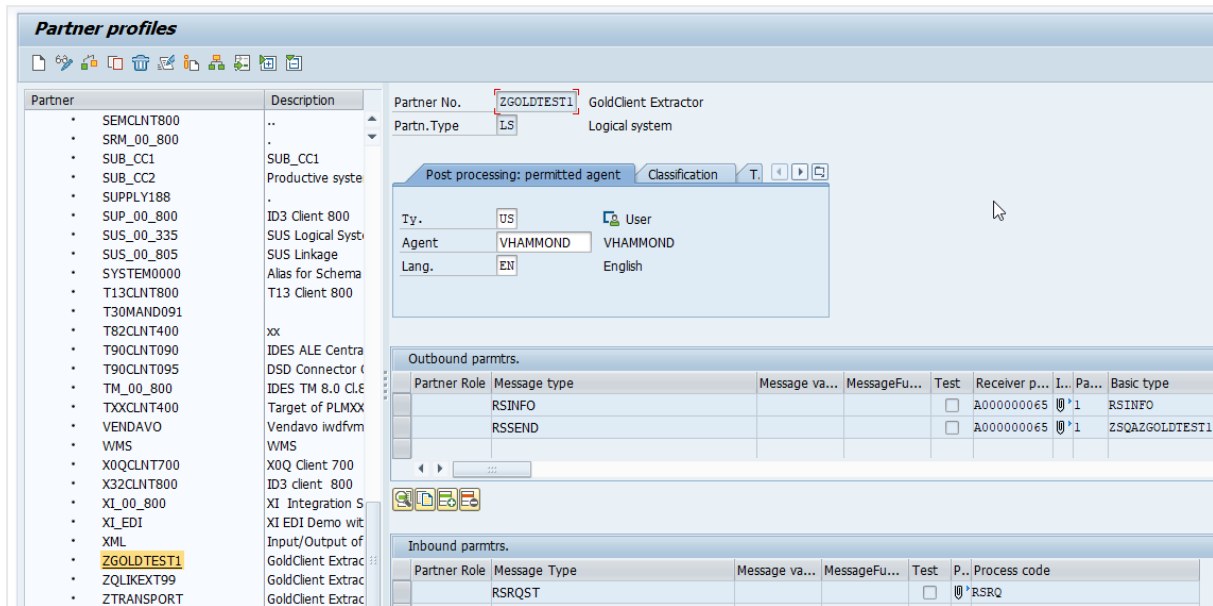 Partner profiles
Partner Description
SEMCLNT800 ..
SRM_00_800 .
SUB_CC1 SUB_CC1
SUB_CC2 Productive syste
SUPPLY188 .
SUP_00_800 ID3 Client 800
SUS_00_335 SUS Logical Syst
SUS_00_805 SUS Linkage
SYSTEM0000 Alias for Schema
T13CLNT800 T13 Client 800
T30MAND091
T82CLNT400 xx
T90CLNT090 IDES ALE Centra
T90CLNT095 DSD Connector
TM_00_800 IDES TM 8.0 Cl.8
TXXCLNT400 Target of PLMXX
VENDAVO Vendavo iwdfvm
WMS WMS
X0QCLNT700 X0Q Client 700
X32CLNT800 ID3 client 800
XI_00_800 XI Integration S
XI_EDI XI EDI Demo wit
XML Input/Output of
ZGOLDTEST1 GoldClient Extrac
ZQLIKEXT99 GoldClient Extrac
ZTRANSPORT GoldClient Extrac
Partner No. ZGOLDTEST1 GoldClient Extractor
Partn.Type LS Logical system
Post processing: permitted agent Classification T.
Ty. US User
Agent VHAMMOND VHAMMOND
Lang. EN English
Outbound parmtrs.
Partner Role Message type Message va... MessageFu... Test Receiver p... I... Pa... Basic type
RSINFO A000000065 1 RSINFO
RSSEND A000000065 1 ZSQAZGOLDTEST1
Inbound parmtrs.
Partner Role Message Type Message va... MessageFu... Test P.. Process code
RSRQST RSRQ